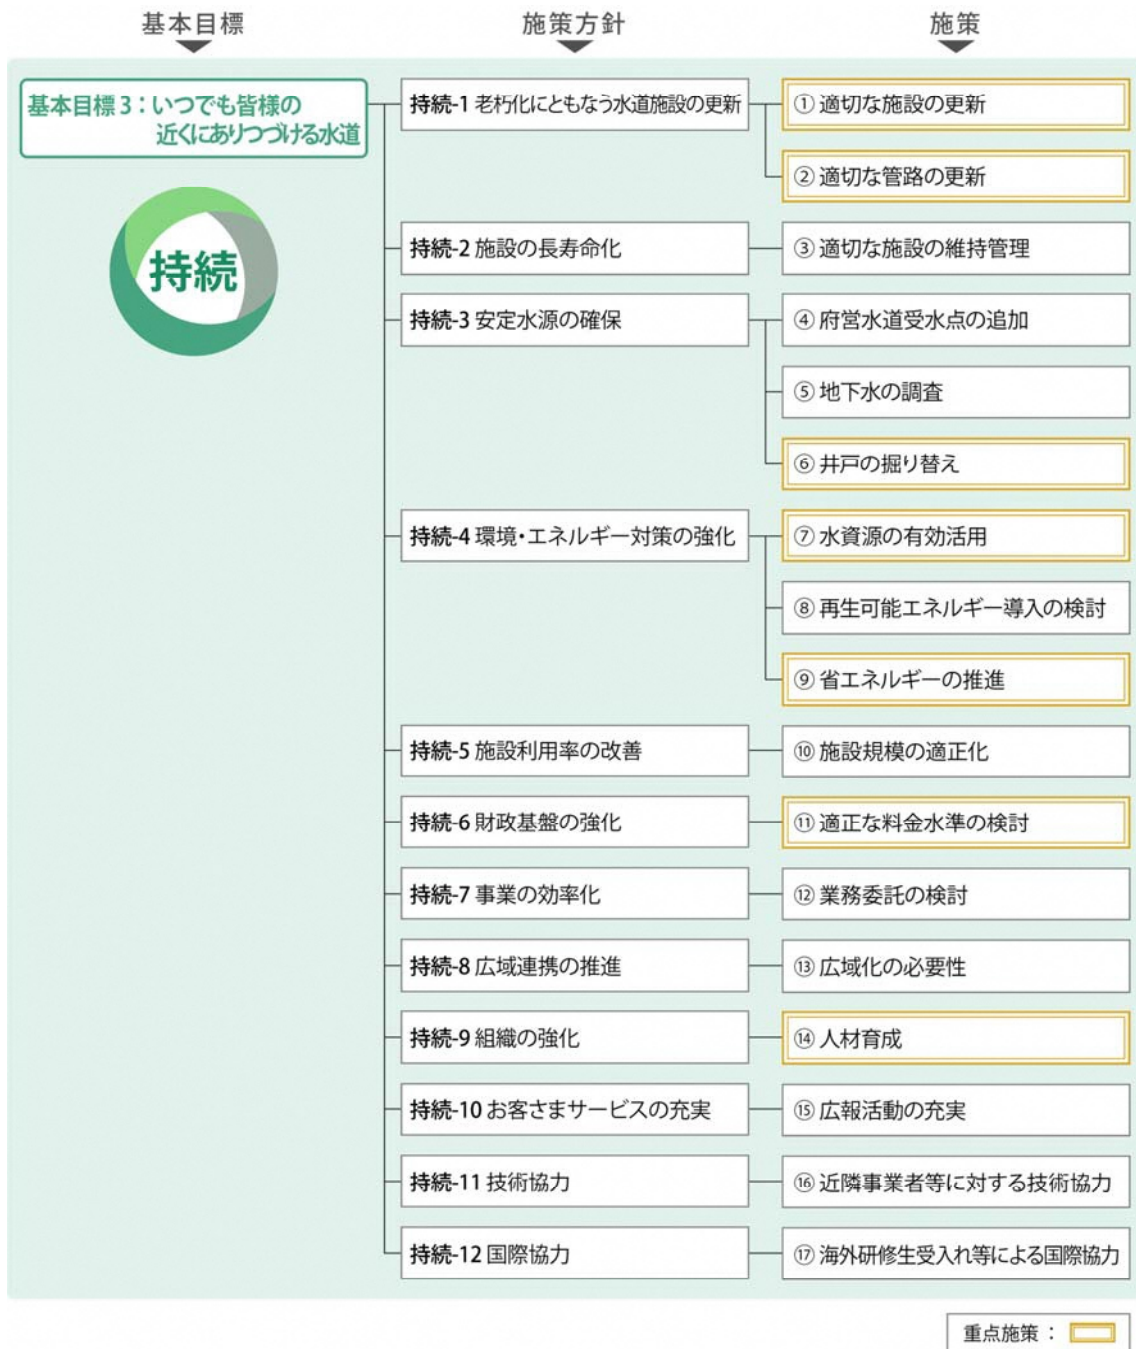 基本目標
施策方針
施策
基本目標3：いつでも皆様の
近くにありつづける水道
持続
持続-1 老朽化にともなう水道施設の更新
① 適切な施設の更新
② 適切な管路の更新
持続-2 施設の長寿命化
③ 適切な施設の維持管理
持続-3 安定水源の確保
④ 府営水道受水点の追加
⑤ 地下水の調査
⑥ 井戸の掘り替え
持続-4 環境・エネルギー対策の強化
⑦ 水資源の有効活用
⑧ 再生可能エネルギー導入の検討
⑨ 省エネルギーの推進
持続-5 施設利用率の改善
⑩ 施設規模の適正化
持続-6 財政基盤の強化
⑪ 適正な料金水準の検討
持続-7 事業の効率化
⑫ 業務委託の検討
持続-8 広域連携の推進
⑬ 広域化の必要性
持続-9 組織の強化
⑭ 人材育成
持続-10 お客さまサービスの充実
⑮ 広報活動の充実
持続-11 技術協力
⑯ 近隣事業者等に対する技術協力
持続-12 国際協力
⑰ 海外研修生受入れ等による国際協力
重点施策：